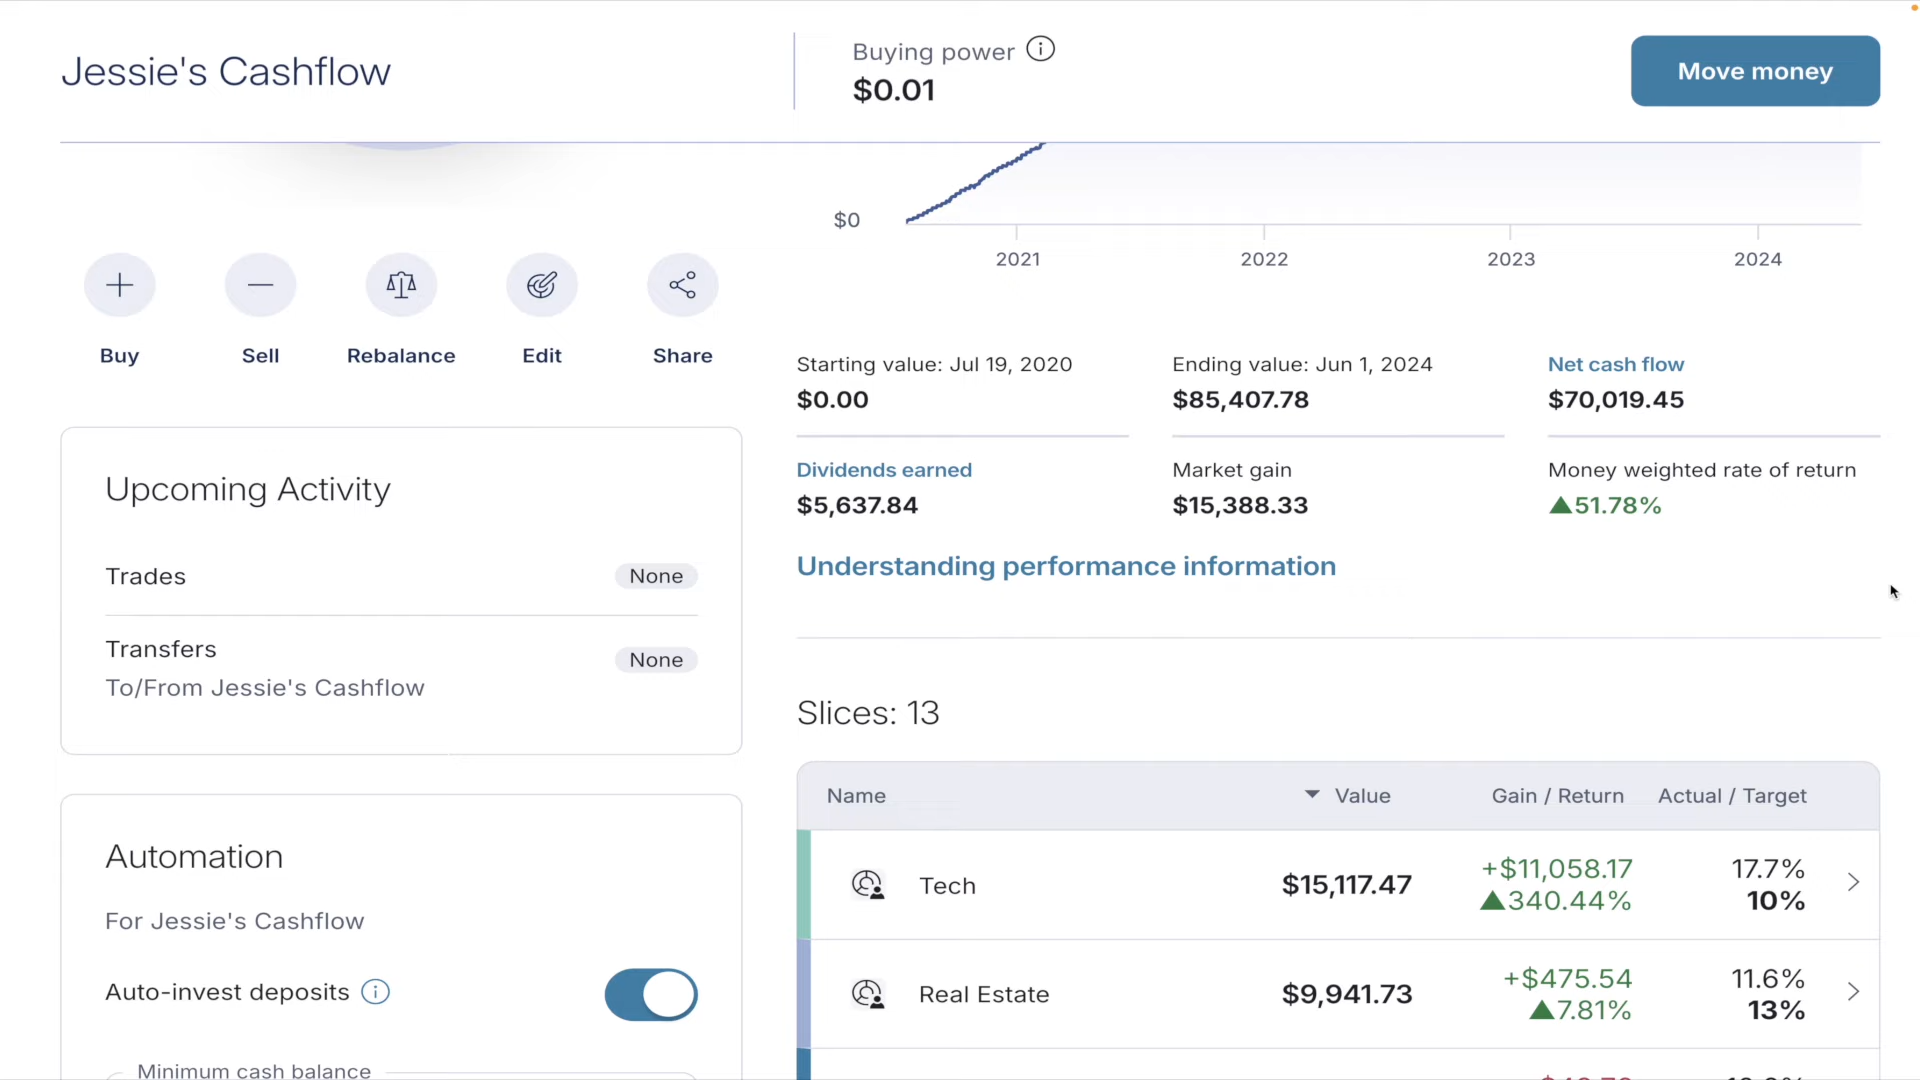 Jessie's Cashflow
Buying power
$0.01
Move money
$0
2021 2022 2023 2024
Buy Sell Rebalance Edit Share
Starting value: Jul 19, 2020
$0.00
Ending value: Jun 1, 2024
$85,407.78
Net cash flow
$70,019.45
Dividends earned
$5,637.84
Market gain
$15,388.33
Money weighted rate of return
▲51.78%
Understanding performance information
Upcoming Activity
Trades None
Transfers None
To/From Jessie's Cashflow
Automation
For Jessie's Cashflow
Auto-invest deposits
Minimum cash balance
Slices: 13
Name Value Gain / Return Actual / Target
Tech $15,117.47 +$11,058.17 17.7%
▲340.44% 10%
Real Estate $9,941.73 +$475.54 11.6%
▲7.81% 13%